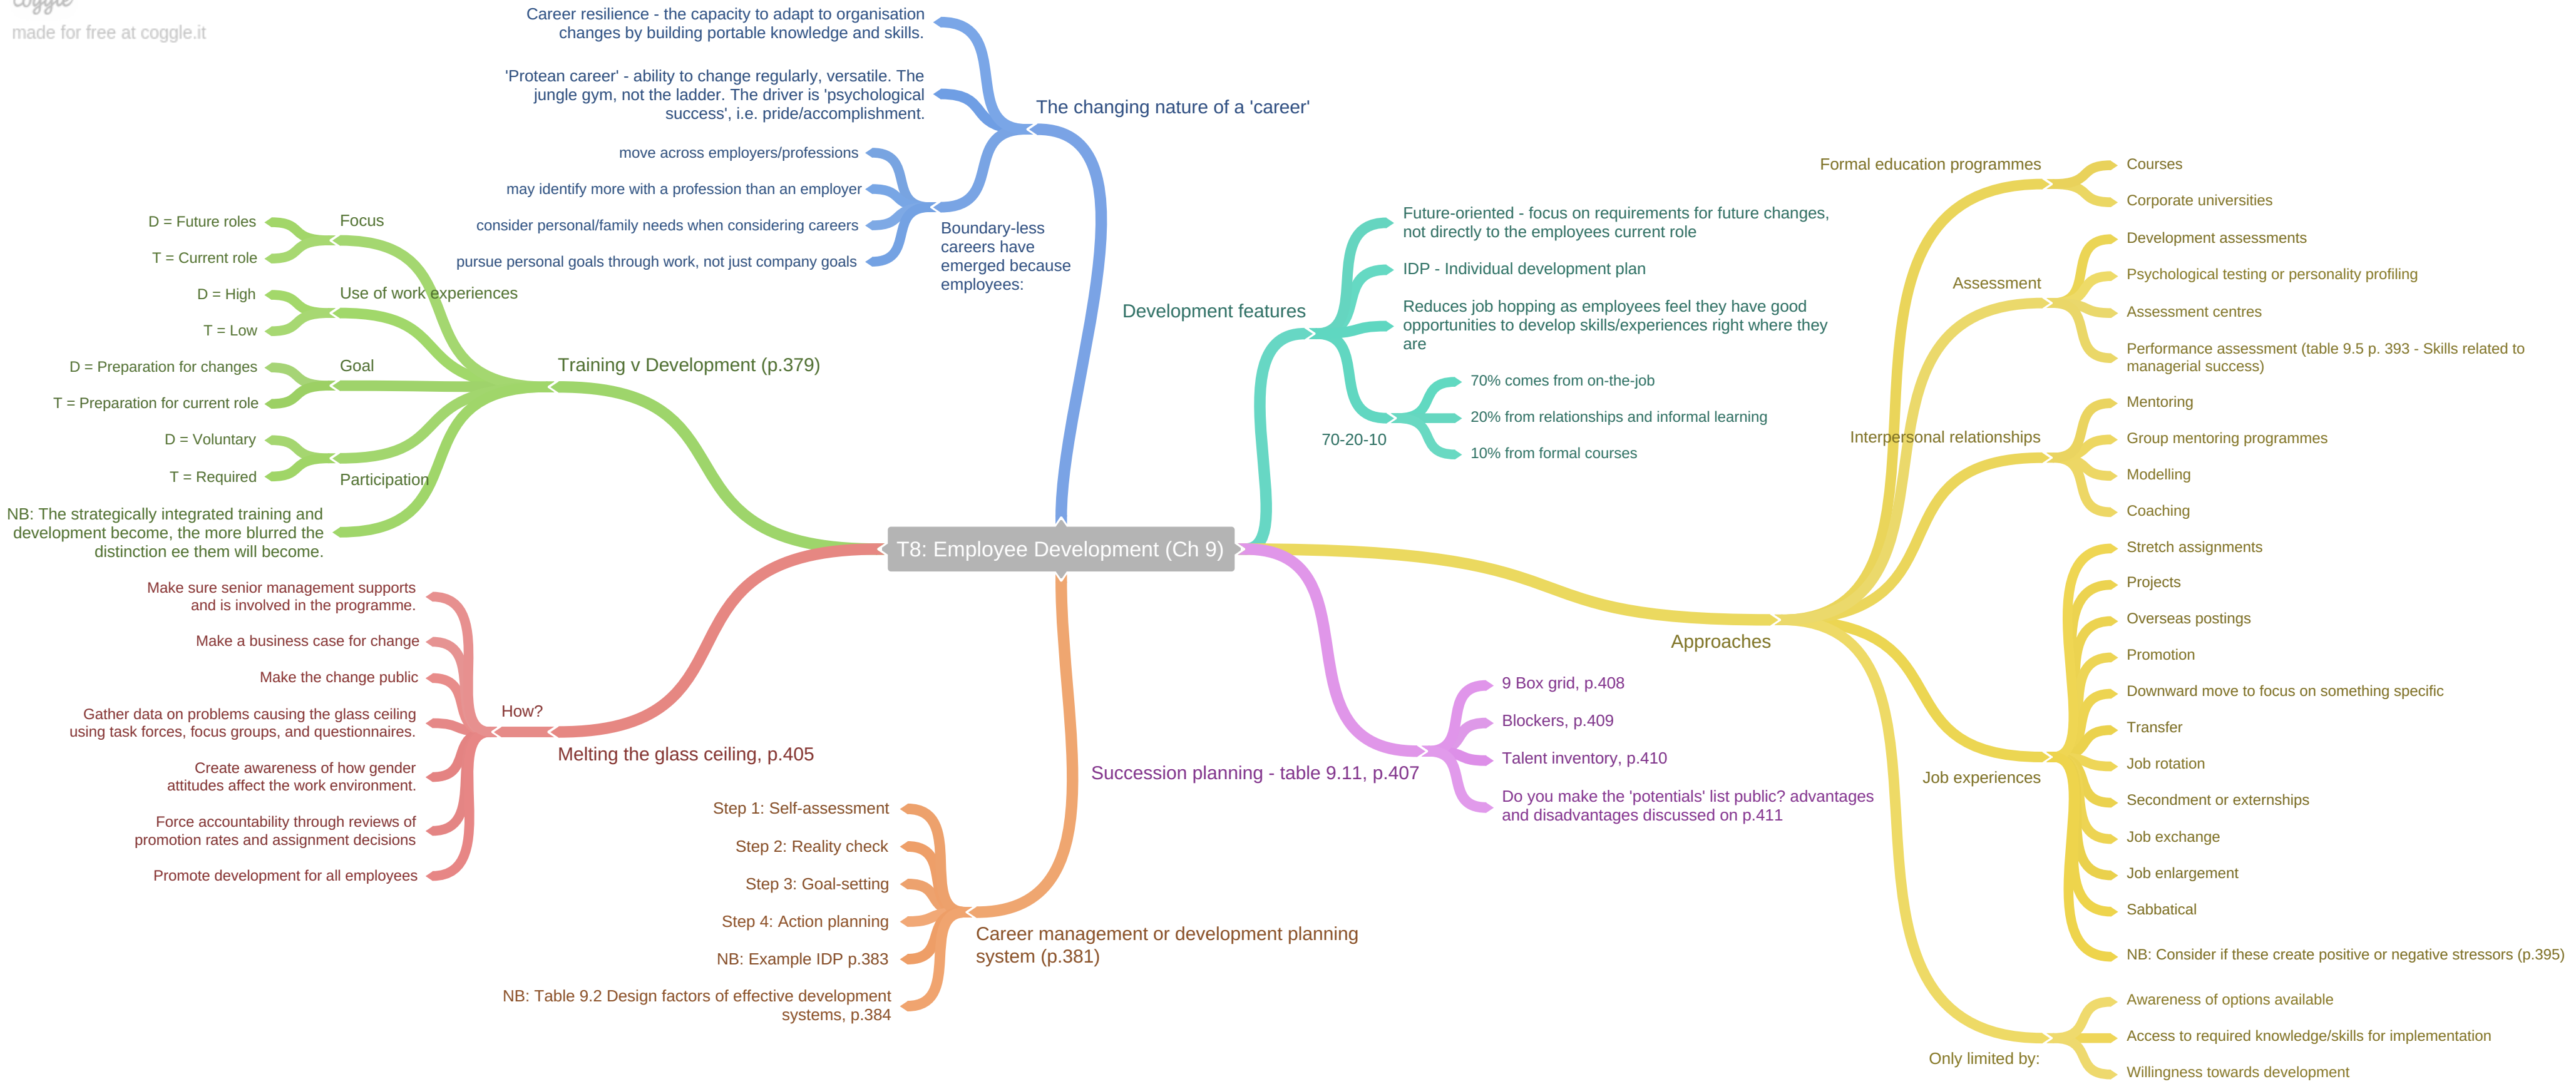 Coggle
made for free at coggle.it
Career resilience - the capacity to adapt to organisation
changes by building portable knowledge and skills.
'Protean career' - ability to change regularly, versatile. The
jungle gym, not the ladder. The driver is 'psychological
success', i.e. pride/accomplishment.
The changing nature of a 'career'
move across employers/professions
may identify more with a profession than an employer
consider personal/family needs when considering careers
pursue personal goals through work, not just company goals
Boundary-less
careers have
emerged because
employees:
D = Future roles
T = Current role
Focus
D = High
T = Low
Use of work experiences
D = Preparation for changes
T = Preparation for current role
Goal
D = Voluntary
T = Required
Participation
NB: The strategically integrated training and
development become, the more blurred the
distinction ee them will become.
Training v Development (p.379)
T8: Employee Development (Ch 9)
Make sure senior management supports
and is involved in the programme.
Make a business case for change
Make the change public
Gather data on problems causing the glass ceiling
using task forces, focus groups, and questionnaires.
Create awareness of how gender
attitudes affect the work environment.
Force accountability through reviews of
promotion rates and assignment decisions
Promote development for all employees
How?
Melting the glass ceiling, p.405
Step 1: Self-assessment
Step 2: Reality check
Step 3: Goal-setting
Step 4: Action planning
NB: Example IDP p.383
NB: Table 9.2 Design factors of effective development
systems, p.384
Career management or development planning
system (p.381)
Development features
Future-oriented - focus on requirements for future changes,
not directly to the employees current role
IDP - Individual development plan
Reduces job hopping as employees feel they have good
opportunities to develop skills/experiences right where they
are
70-20-10
70% comes from on-the-job
20% from relationships and informal learning
10% from formal courses
Succession planning - table 9.11, p.407
9 Box grid, p.408
Blockers, p.409
Talent inventory, p.410
Do you make the 'potentials' list public? advantages
and disadvantages discussed on p.411
Approaches
Formal education programmes
Courses
Corporate universities
Assessment
Development assessments
Psychological testing or personality profiling
Assessment centres
Performance assessment (table 9.5 p. 393 - Skills related to
managerial success)
Interpersonal relationships
Mentoring
Group mentoring programmes
Modelling
Coaching
Job experiences
Stretch assignments
Projects
Overseas postings
Promotion
Downward move to focus on something specific
Transfer
Job rotation
Secondment or externships
Job exchange
Job enlargement
Sabbatical
NB: Consider if these create positive or negative stressors (p.395)
Only limited by:
Awareness of options available
Access to required knowledge/skills for implementation
Willingness towards development